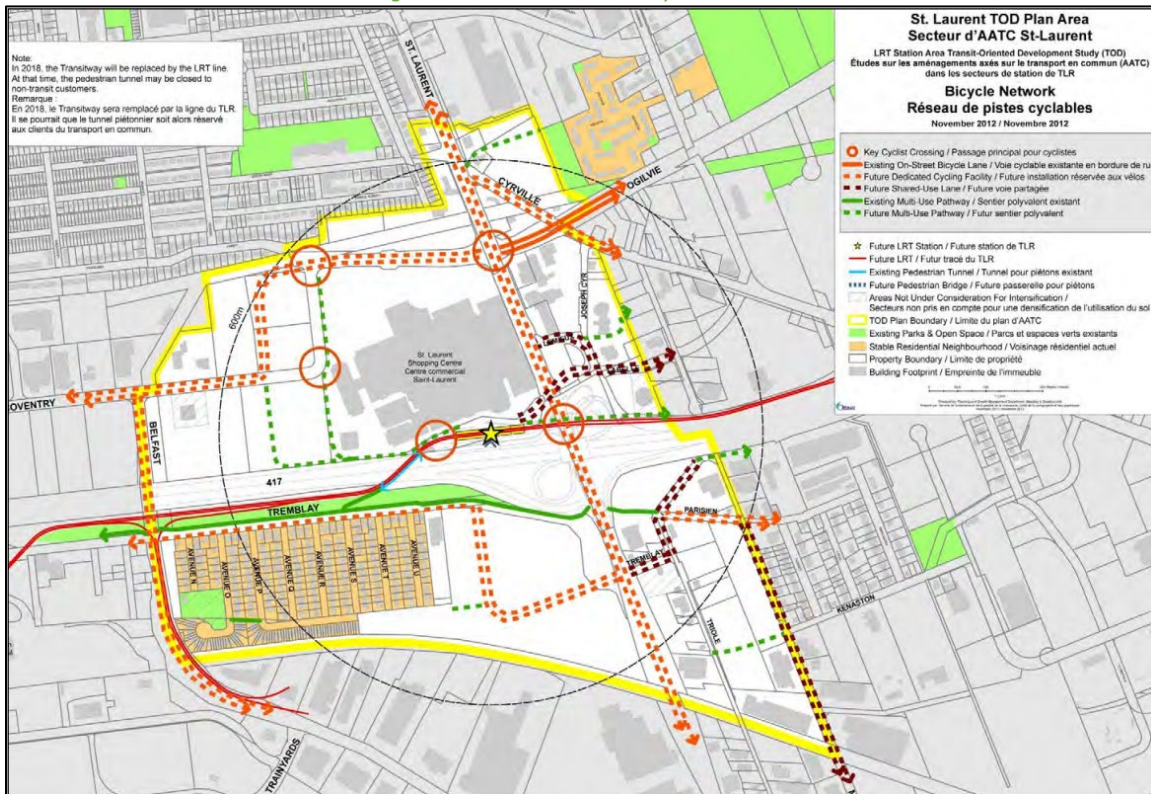 Note:
In 2018, the Transitway will be replaced by the LRT line.
At that time, the pedestrian tunnel may be closed to
non-transit customers.
Remarque :
En 2018, le Transitway sera remplacé par la ligne du TLR.
Il se pourrait que le tunnel piétonnier soit alors réservé
aux clients du transport en commun.
St. Laurent TOD Plan Area
Secteur d'AATC St-Laurent
LRT Station Area Transit-Oriented Development Study (TOD)
Études sur les aménagements axés sur le transport en commun (AATC)
dans les secteurs de station de TLR
Bicycle Network
Réseau de pistes cyclables
November 2012 / Novembre 2012
Key Cyclist Crossing / Passage principal pour cyclistes
Existing On-Street Bicycle Lane / Voie cyclable existante en bordure de ru
Future Dedicated Cycling Facility / Future installation réservée aux vélos
Future Shared-Use Lane / Future voie partagée
Existing Multi-Use Pathway / Sentier polyvalent existant
Future Multi-Use Pathway / Futur sentier polyvalent
Future LRT Station / Future station de TLR
Future LRT / Futur tracé du TLR
Existing Pedestrian Tunnel / Tunnel pour piétons existant
Future Pedestrian Bridge / Future passerelle pour piétons
Areas Not Under Consideration For Intensification /
Secteurs non pris en compte pour une densification de l'utilisation du sol
TOD Plan Boundary / Limite du plan d'AATC
Existing Parks & Open Space / Parcs et espaces verts existants
Stable Residential Neighbourhood / Voisinage résidentiel actuel
Property Boundary / Limite de propriété
Building Footprint / Empreinte de l'immeuble
ST. LAURENT
CYRVILLE
OGILVIE
JOSEPH CYR
600m
St. Laurent
Shopping Centre
Centre commercial
Saint-Laurent
COVENTRY
BELFAST
417
TREMBLAY
PARISIEN
TREMBLAY
AVENUE N
AVENUE O
AVENUE P
AVENUE Q
AVENUE R
AVENUE S
AVENUE T
AVENUE U
KENASTON
TRIOLE
TRAINYARDS